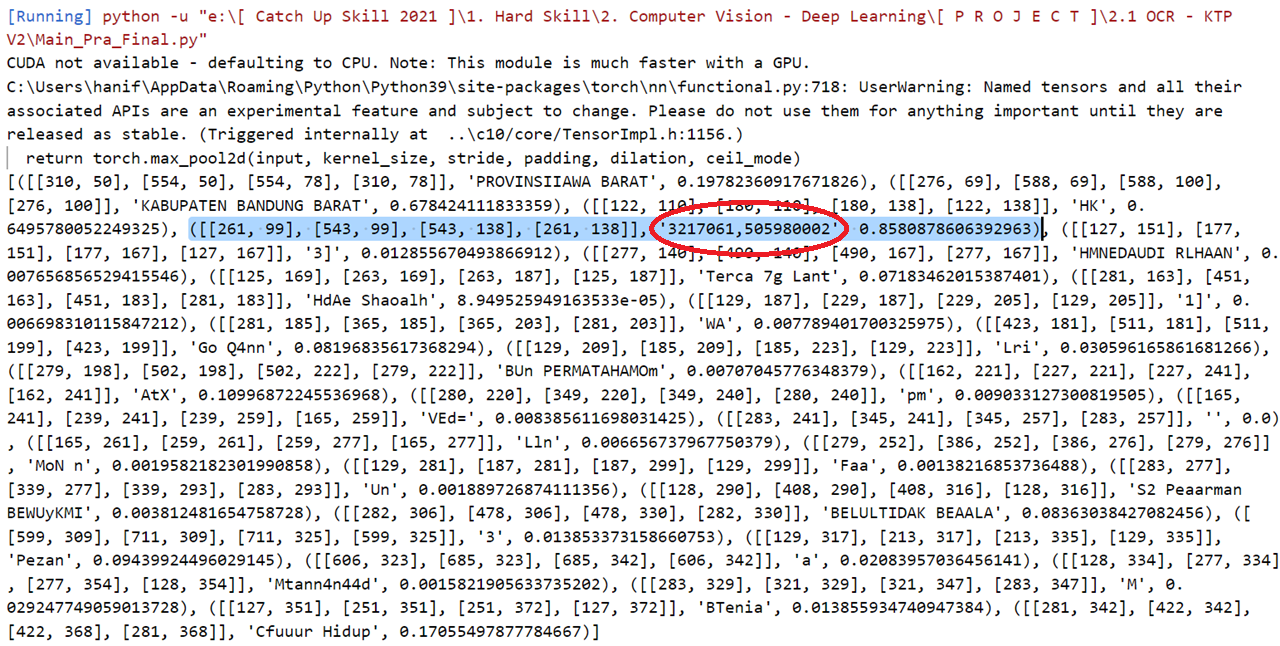 [Running] python -u "e:\[ Catch Up Skill 2021 ]\1. Hard Skill\2. Computer Vision - Deep Learning\[ P R O J E C T ]\2.1 OCR - KTP
V2\Main_Pra_Final.py"
CUDA not available - defaulting to CPU. Note: This module is much faster with a GPU.
C:\Users\hanif\AppData\Roaming\Python\Python39\site-packages\torch\nn\functional.py:718: UserWarning: Named tensors and all their
associated APIs are an experimental feature and subject to change. Please do not use them for anything important until they are
released as stable. (Triggered internally at  ..\c10/core/TensorImpl.h:1156.)
  return torch.max_pool2d(input, kernel_size, stride, padding, dilation, ceil_mode)
[([[310, 50], [554, 50], [554, 78], [310, 78]], 'PROVINSIIAWA BARAT', 0.19782360917671826), ([[276, 69], [588, 69], [588, 100],
[276, 100]], 'KABUPATEN BANDUNG BARAT', 0.678424111833359), ([[122, 110], [180, 110], [180, 138], [122, 138]], 'HK', 0.
6495780052249325), ([[261, 99], [543, 99], [543, 138], [261, 138]], '3217061,505980002' 0.8580878606392963), ([[127, 151], [177,
151], [177, 167], [127, 167]], '3]', 0.012855670493866912), ([[277, 140], [490, 140], [490, 167], [277, 167]], 'HMNEDAUDI RLHAAN', 0.
007656856529415546), ([[125, 169], [263, 169], [263, 187], [125, 187]], 'Terca 7g Lant', 0.07183462015387401), ([[281, 163], [451,
163], [451, 183], [281, 183]], 'HdAe Shaoalh', 8.949525949163533e-05), ([[129, 187], [229, 187], [229, 205], [129, 205]], '1]', 0.
006698310115847212), ([[281, 185], [365, 185], [365, 203], [281, 203]], 'WA', 0.007789401700325975), ([[423, 181], [511, 181], [511,
199], [423, 199]], 'Go Q4nn', 0.08196835617368294), ([[129, 209], [185, 209], [185, 223], [129, 223]], 'Lri', 0.030596165861681266),
([[279, 198], [502, 198], [502, 222], [279, 222]], 'BUn PERMATAHAMOm', 0.00707045776348379), ([[162, 221], [227, 221], [227, 241],
[162, 241]], 'AtX', 0.10996872245536968), ([[280, 220], [349, 220], [349, 240], [280, 240]], 'pm', 0.009033127300819505), ([[165,
241], [239, 241], [239, 259], [165, 259]], 'VEd=', 0.008385611698031425), ([[283, 241], [345, 241], [345, 257], [283, 257]], '', 0.0)
, ([[165, 261], [259, 261], [259, 277], [165, 277]], 'L1n', 0.006656737967750379), ([[279, 252], [386, 252], [386, 276], [279, 276]]
, 'MoN n', 0.0019582182301990858), ([[129, 281], [187, 281], [187, 299], [129, 299]], 'Faa', 0.00138216853736488), ([[283, 277],
[339, 277], [339, 293], [283, 293]], 'Un', 0.001889726874111356), ([[128, 290], [408, 290], [408, 316], [128, 316]], 'S2 Peaarman
BEWUyKMI', 0.003812481654758728), ([[282, 306], [478, 306], [478, 330], [282, 330]], 'BELULTIDAK BEAALA', 0.08363038427082456), ([
[599, 309], [711, 309], [711, 325], [599, 325]], '3', 0.013853373158660753), ([[129, 317], [213, 317], [213, 335], [129, 335]],
'Pezan', 0.09439924496029145), ([[606, 323], [685, 323], [685, 342], [606, 342]], 'a', 0.02083957036456141), ([[128, 334], [277, 334]
, [277, 354], [128, 354]], 'Mtann4n44d', 0.0015821905633735202), ([[283, 329], [321, 329], [321, 347], [283, 347]], 'M', 0.
029247749059013728), ([[127, 351], [251, 351], [251, 372], [127, 372]], 'BTenia', 0.013855934740947384), ([[281, 342], [422, 342],
[422, 368], [281, 368]], 'Cfuuur Hidup', 0.17055497877784667)]